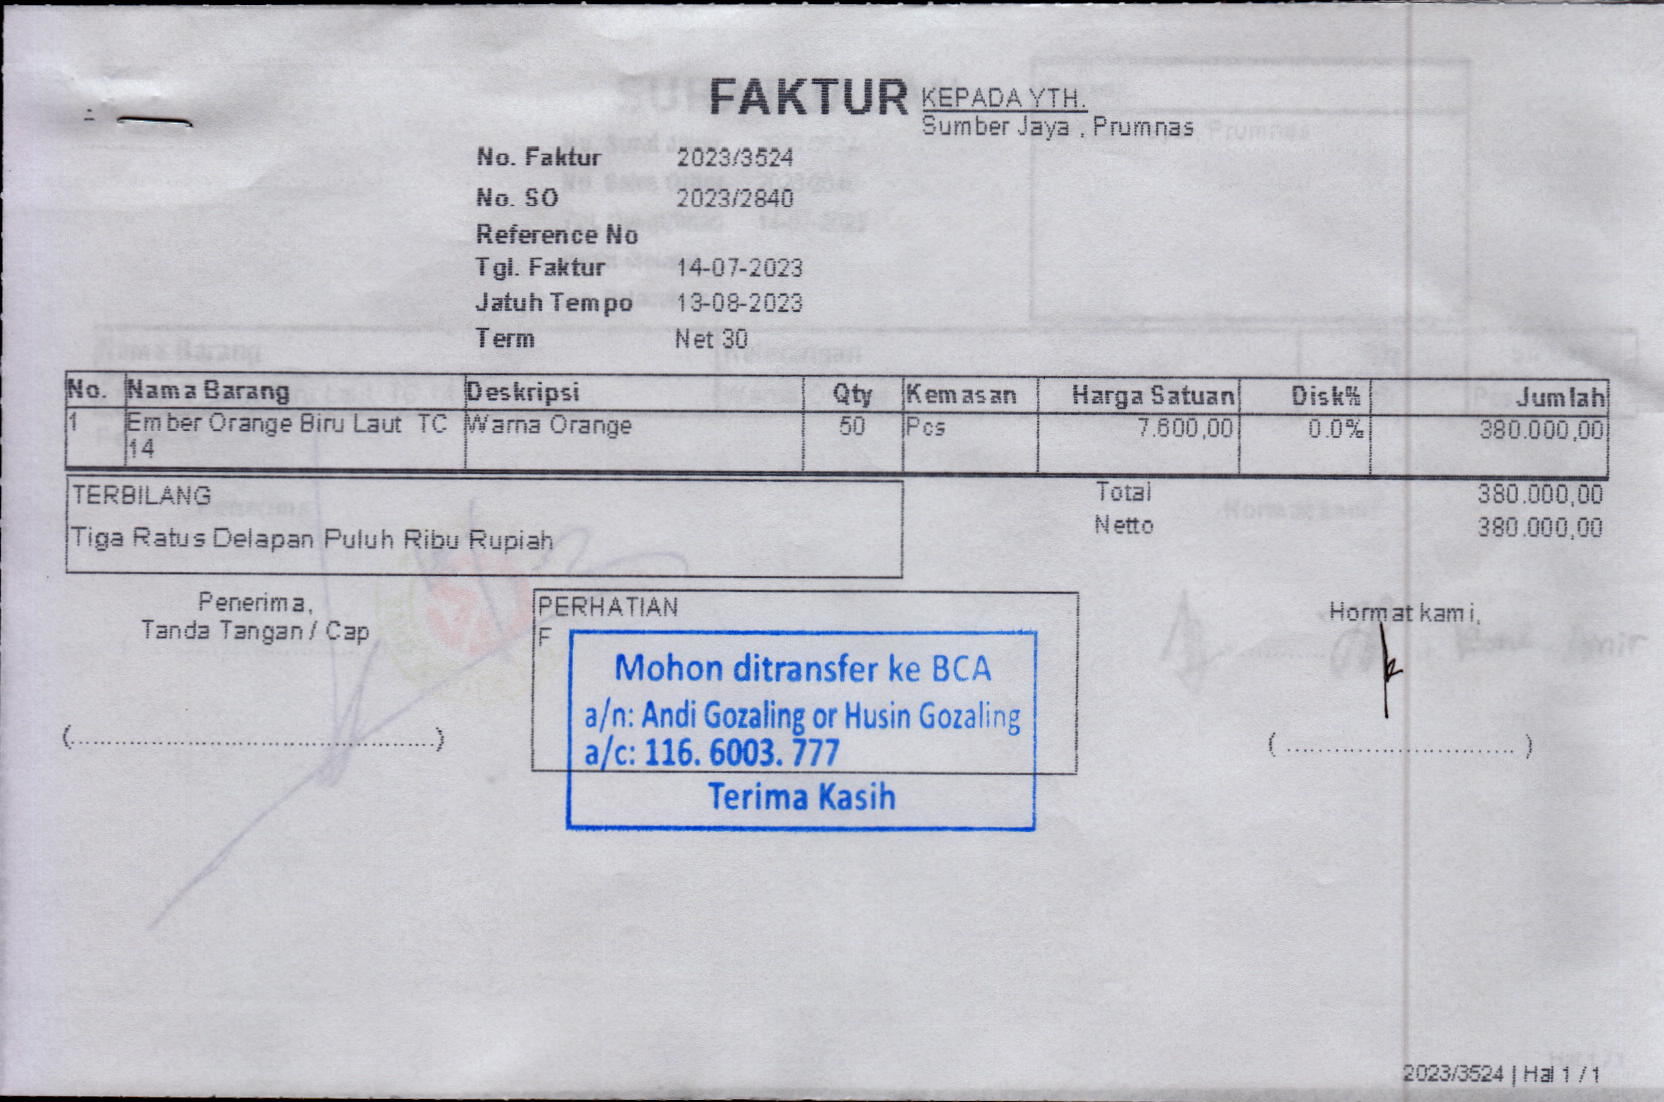 FAKTUR
KEPADA YTH.
Sumber Jaya , Prumnas
No. Faktur 2023/3524
No. SO 2023/2840
Reference No
Tgl. Faktur 14-07-2023
Jatuh Tempo 13-08-2023
Term Net 30
No. Nama Barang Deskripsi Qty Kemasan Harga Satuan Disk% Jumlah
1 Ember Orange Biru Laut TC Warna Orange 50 Pcs 7.600,00 0.0% 380.000,00
14
TERBILANG
Tiga Ratus Delapan Puluh Ribu Rupiah
Total 380.000,00
Netto 380.000,00
Penerima,
Tanda Tangan / Cap
(..........................................)
PERHATIAN
F
Mohon ditransfer ke BCA
a/n: Andi Gozaling or Husin Gozaling
a/c: 116. 6003. 777
Terima Kasih
Hormat kami,
( ............................ )
2023/3524 | Hal 1 / 1